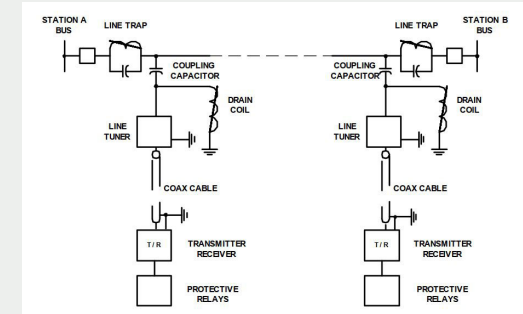 STATION A
BUS
LINE TRAP
LINE TRAP
STATION B
BUS
COUPLING
CAPACITOR
COUPLING
CAPACITOR
DRAIN
COIL
DRAIN
COIL
LINE
TUNER
LINE
TUNER
COAX CABLE
COAX CABLE
T / R
TRANSMITTER
RECEIVER
T / R
TRANSMITTER
RECEIVER
PROTECTIVE
RELAYS
PROTECTIVE
RELAYS